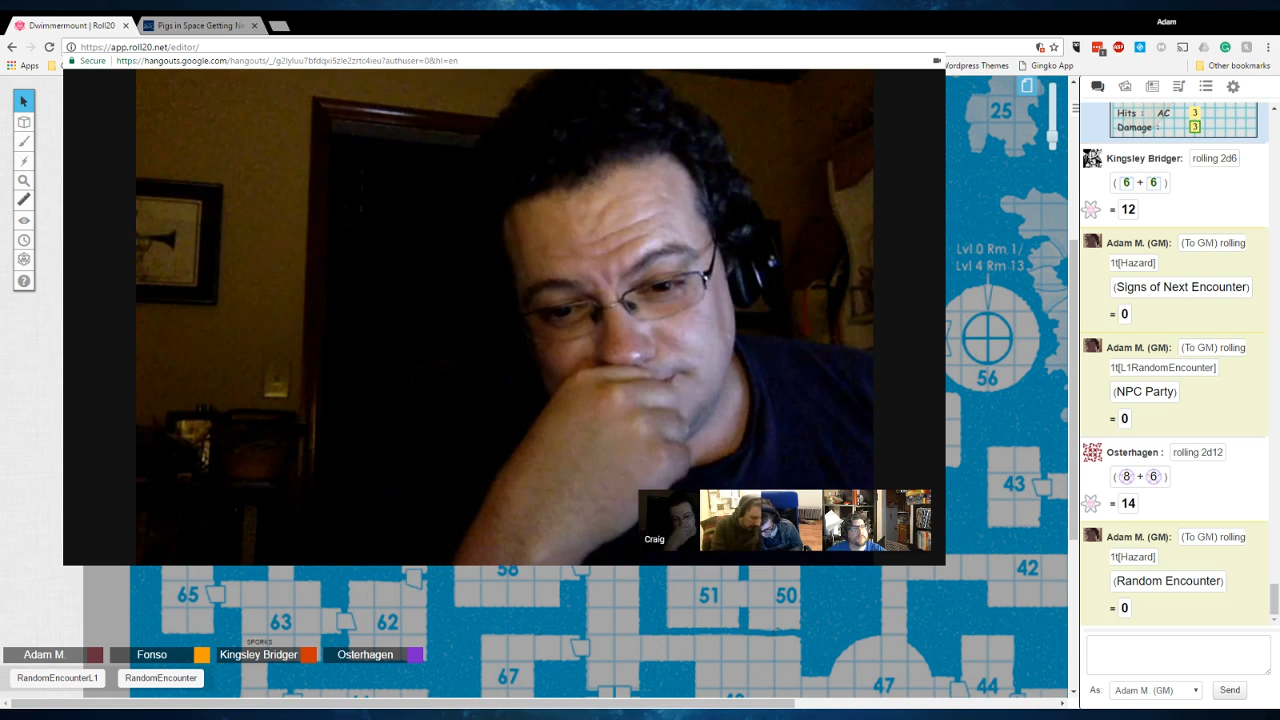 Adam
Dwimmermount | Roll20
Pigs in Space Getting Ne
https://app.roll20.net/editor/
Apps
Wordpress Themes
Gingko App
Other bookmarks
Secure
https://hangouts.google.com/hangouts/_/
25
Lvl 0 Rm 1/
Lvl 4 Rm 13
56
43
42
Craig
65
63
62
58
51
50
67
47
44
SPORKS
Adam M.
Fonso
Kingsley Bridger
Osterhagen
RandomEncounterL1
RandomEncounter
Hits : AC 3
Damage : 3
Kingsley Bridger: rolling 2d6
( 6 + 6 )
= 12
Adam M. (GM): (To GM) rolling
1t[Hazard]
(Signs of Next Encounter)
= 0
Adam M. (GM): (To GM) rolling
1t[L1RandomEncounter]
(NPC Party)
= 0
Osterhagen : rolling 2d12
( 8 + 6 )
= 14
Adam M. (GM): (To GM) rolling
1t[Hazard]
(Random Encounter)
= 0
As: Adam M. (GM)
Send